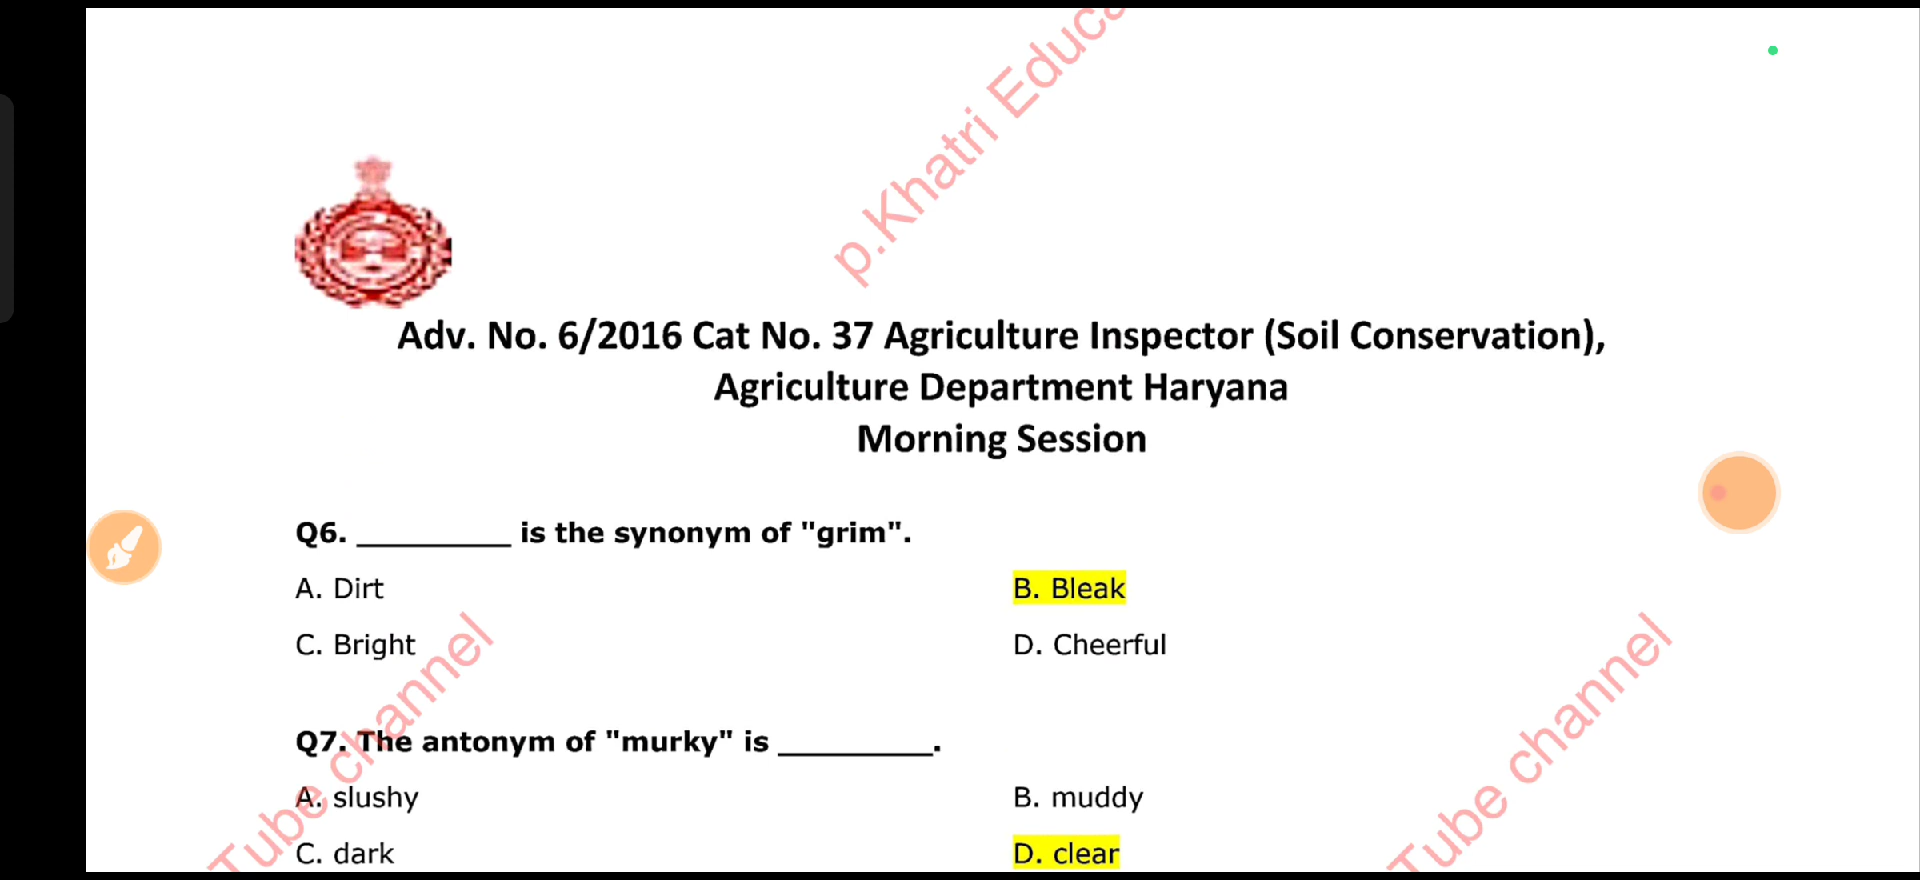 p.Khatri Educa
Adv. No. 6/2016 Cat No. 37 Agriculture Inspector (Soil Conservation),
Agriculture Department Haryana
Morning Session
Q6. __________ is the synonym of "grim".
A. Dirt
B. Bleak
C. Bright
D. Cheerful
Q7. The antonym of "murky" is __________.
A. slushy
B. muddy
C. dark
D. clear
Tube channel
Tube channel